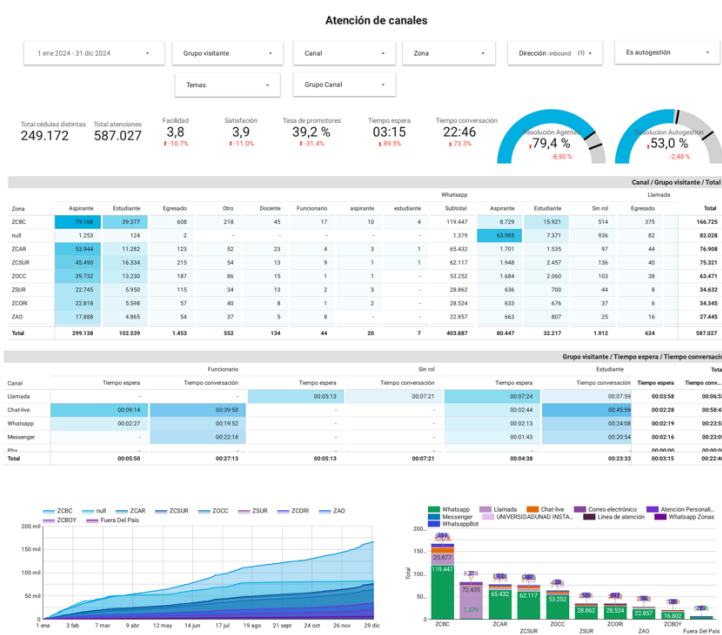 Atención de canales
1 ene 2024 - 31 dic 2024
Grupo visitante
Canal
Zona
Dirección: inbound (1)
Es autogestión
Temas
Grupo Canal
Total cédulas distintas
249.172
Total atenciones
587.027
Facilidad
3,8
-10.7%
Satisfación
3,9
-11.0%
Tasa de promotores
39,2 %
-31.4%
Tiempo espera
03:15
89.5%
Tiempo conversación
22:46
73.3%
Resolución Agentes
79,4 %
-8,90 %
Resolucion Autogestión
53,0 %
-2,48 %
Canal / Grupo visitante / Total
Whatsapp Llamada
Zona Aspirante Estudiante Egresado Otro Docente Funcionario aspirante estudiante Subtotal Aspirante Estudiante Sin rol Egresado Total
ZCBC 79.168 39.377 608 218 45 17 10 4 119.447 8.729 15.921 514 375 166.725
null 1.253 124 2 - - - - - 1.379 63.985 7.371 936 82 82.028
ZCAR 53.944 11.282 123 52 23 4 3 1 65.432 1.701 1.535 97 44 76.908
ZCSUR 45.490 16.334 215 54 13 9 1 1 62.117 1.948 2.457 136 40 75.321
ZOCC 39.732 13.230 187 86 15 1 1 - 53.252 1.684 2.060 103 38 63.471
ZSUR 22.745 5.950 115 34 13 2 3 - 28.862 636 700 44 8 34.632
ZCORI 22.818 5.598 57 40 8 1 2 - 28.524 633 676 37 6 34.345
ZAO 17.888 4.865 54 37 5 8 - - 22.857 663 807 25 16 27.445
Total 299.138 102.539 1.453 552 134 44 20 7 403.887 80.447 32.217 1.912 624 587.027
Grupo visitante / Tiempo espera / Tiempo conversación
Funcionario Sin rol Estudiante Total
Canal Tiempo espera Tiempo conversación Tiempo espera Tiempo conversación Tiempo espera Tiempo conversación Tiempo espera Tiempo conv...
Llamada - - 00:05:13 00:07:21 00:07:24 00:07:59 00:03:58
Chat-live 00:09:14 00:39:50 - - 00:02:44 00:45:59 00:02:28
Whatsapp 00:02:27 00:19:52 - - 00:02:13 00:24:08 00:02:19
Messenger - 00:22:18 - - 00:01:43 00:20:54 00:02:16
Total 00:05:50 00:27:13 00:05:13 00:07:21 00:04:38 00:23:33 00:03:15
ZCBC null ZCAR ZCSUR ZOCC ZSUR ZCORI ZAO
ZCBOY Fuera Del País
200 mil
150 mil
100 mil
50 mil
0
1 ene 3 feb 7 mar 9 abr 12 may 14 jun 17 jul 19 ago 21 sept 24 oct 26 nov 29 dic
Whatsapp Llamada Chat-live Correo electrónico Atención Personali...
Messenger UNIVERSIDADUNAD INSTA... Línea de atención Whatsapp Zonas
WhatsappBot
Total
200...
150...
100...
50...
0
25.877
119.447
72.435
1.379
65.432
62.117
53.252
28.862
28.524
22.857
16.802
ZCBC
ZCAR
ZCSUR
ZOCC
ZSUR
ZCORI
ZAO
ZCBOY
Fuera Del País